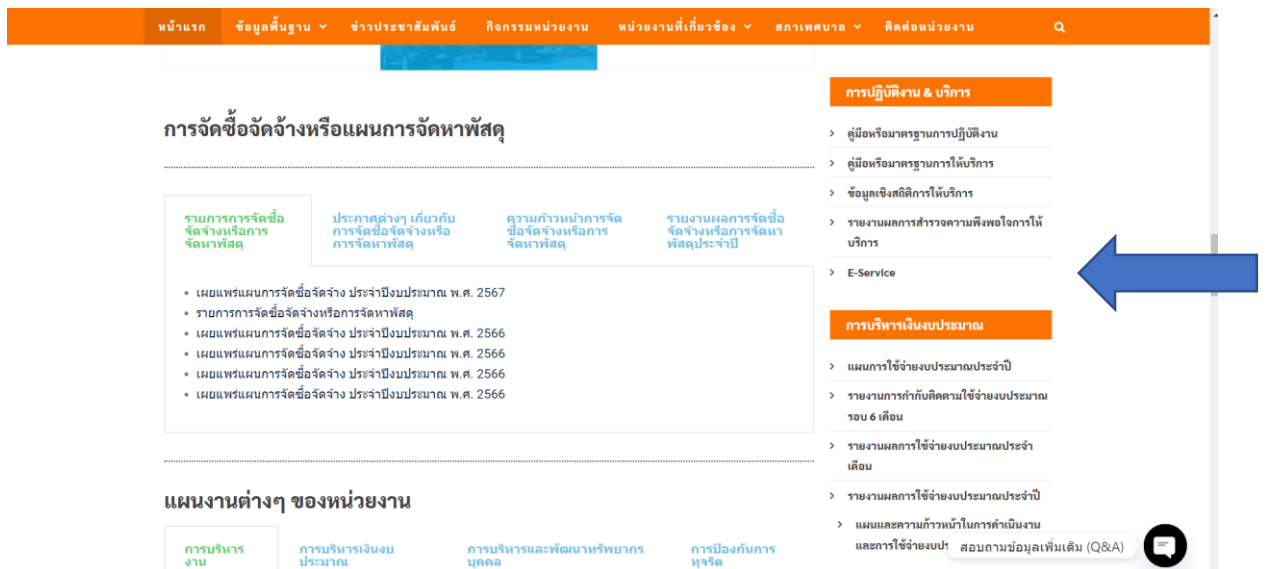 หน้าแรก ข้อมูลพื้นฐาน ข่าวประชาสัมพันธ์ กิจกรรมหน่วยงาน หน่วยงานที่เกี่ยวข้อง สภาเทศบาล ติดต่อหน่วยงาน
การจัดซื้อจัดจ้างหรือแผนการจัดหาพัสดุ
รายการการจัดซื้อ
จัดจ้างหรือการ
จัดหาพัสดุ
ประกาศต่างๆ เกี่ยวกับ
การจัดซื้อจัดจ้างหรือ
การจัดหาพัสดุ
ความก้าวหน้าการจัด
ซื้อจัดจ้างหรือการ
จัดหาพัสดุ
รายงานผลการจัดซื้อ
จัดจ้างหรือการจัดหา
พัสดุประจำปี
เผยแพร่แผนการจัดซื้อจัดจ้าง ประจำปีงบประมาณ พ.ศ. 2567
รายการการจัดซื้อจัดจ้างหรือการจัดหาพัสดุ
เผยแพร่แผนการจัดซื้อจัดจ้าง ประจำปีงบประมาณ พ.ศ. 2566
เผยแพร่แผนการจัดซื้อจัดจ้าง ประจำปีงบประมาณ พ.ศ. 2566
เผยแพร่แผนการจัดซื้อจัดจ้าง ประจำปีงบประมาณ พ.ศ. 2566
เผยแพร่แผนการจัดซื้อจัดจ้าง ประจำปีงบประมาณ พ.ศ. 2566
แผนงานต่างๆ ของหน่วยงาน
การบริหาร
งาน
การบริหารเงินงบ
ประมาณ
การบริหารและพัฒนาทรัพยากร
บุคคล
การป้องกันการ
ทุจริต
การปฏิบัติงาน & บริการ
คู่มือหรือมาตรฐานการปฏิบัติงาน
คู่มือหรือมาตรฐานการให้บริการ
ข้อมูลเชิงสถิติการให้บริการ
รายงานผลการสำรวจความพึงพอใจการให้
บริการ
E-Service
การบริหารเงินงบประมาณ
แผนการใช้จ่ายงบประมาณประจำปี
รายงานการกำกับติดตามใช้จ่ายงบประมาณ
รอบ 6 เดือน
รายงานผลการใช้จ่ายงบประมาณประจำ
เดือน
รายงานผลการใช้จ่ายงบประมาณประจำปี
แผนและความก้าวหน้าในการดำเนินงาน
และการใช้จ่ายงบป
สอบถามข้อมูลเพิ่มเติม (Q&A)